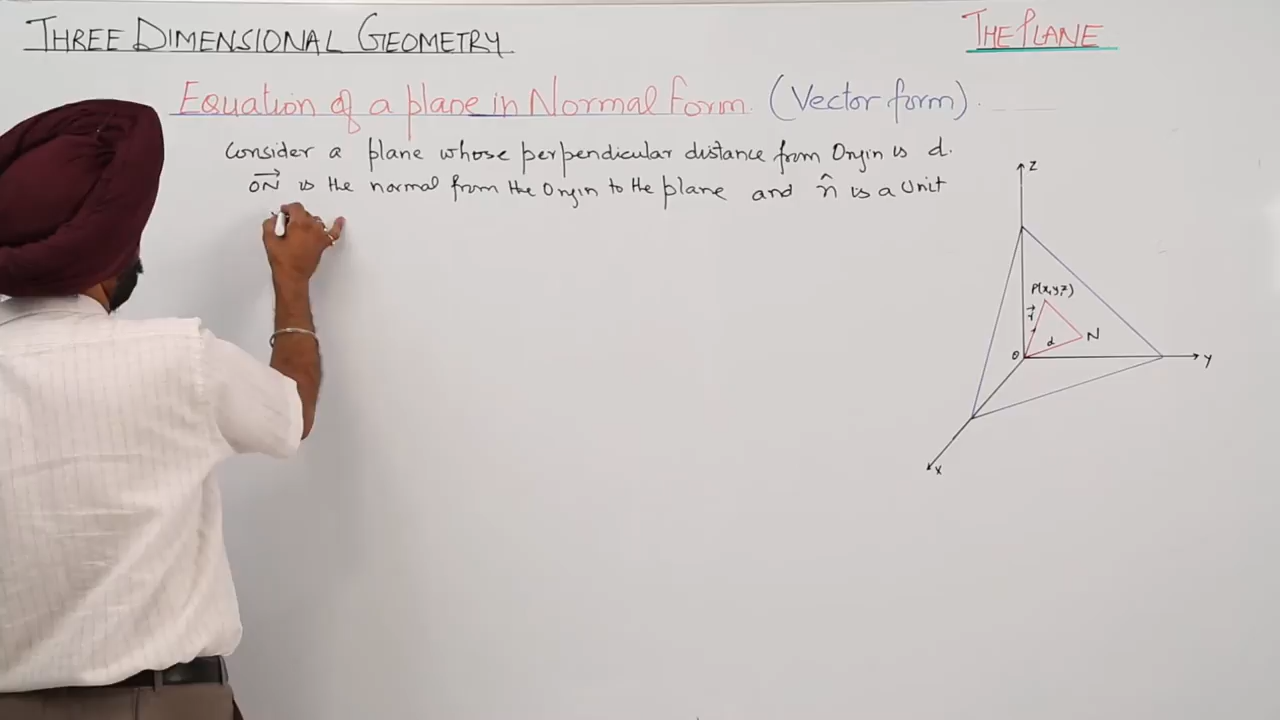 THREE DIMENSIONAL GEOMETRY
THE PLANE
Equation of a plane in Normal Form. (Vector form).
Consider a plane whose perpendicular distance from Origin is d.
ON is the normal from the Origin to the plane and n̂ is a Unit
Z
P(x,y,z)
r
d
N
O
Y
X